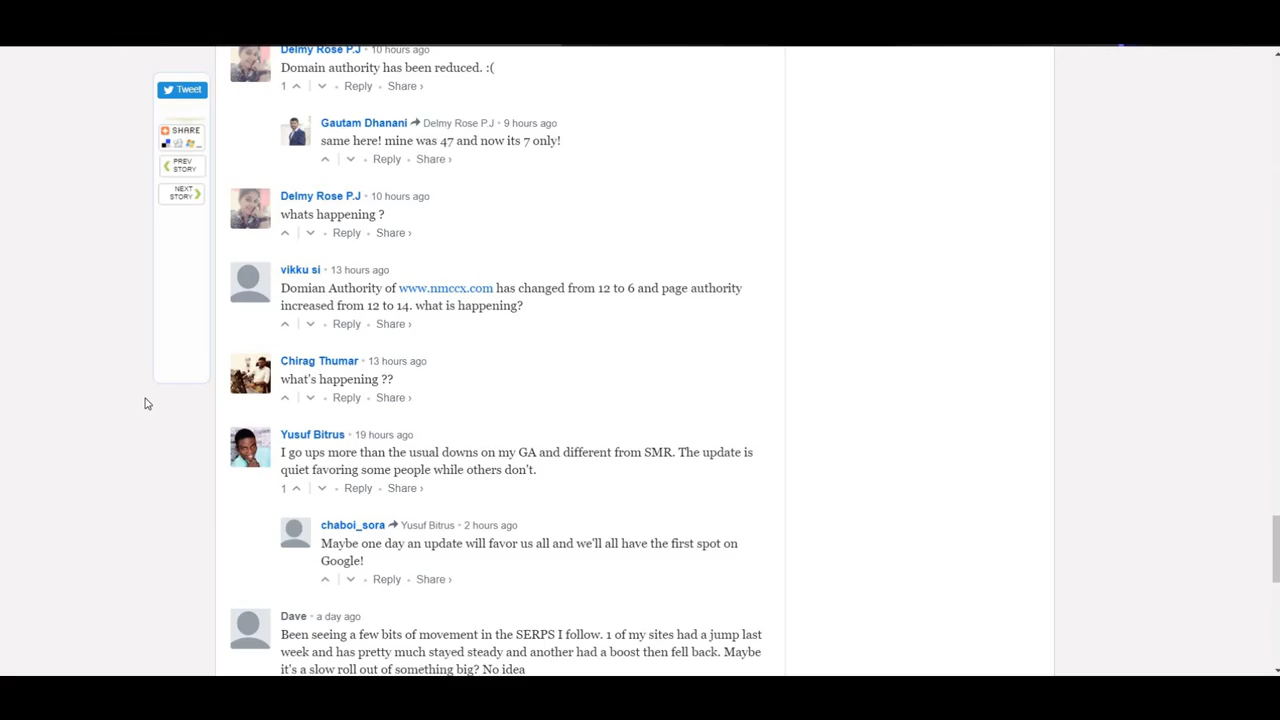 Delmy Rose P.J • 10 hours ago
Domain authority has been reduced. :(
1 Reply • Share ›
Tweet
SHARE
PREV
STORY
NEXT
STORY
Gautam Dhanani Delmy Rose P.J • 9 hours ago
same here! mine was 47 and now its 7 only!
• Reply • Share ›
Delmy Rose P.J • 10 hours ago
whats happening ?
• Reply • Share ›
vikku si • 13 hours ago
Domian Authority of www.nmccx.com has changed from 12 to 6 and page authority
increased from 12 to 14. what is happening?
• Reply • Share ›
Chirag Thumar • 13 hours ago
what's happening ??
• Reply • Share ›
Yusuf Bitrus • 19 hours ago
I go ups more than the usual downs on my GA and different from SMR. The update is
quiet favoring some people while others don't.
1 • Reply • Share ›
chaboi_sora Yusuf Bitrus • 2 hours ago
Maybe one day an update will favor us all and we'll all have the first spot on
Google!
• Reply • Share ›
Dave • a day ago
Been seeing a few bits of movement in the SERPS I follow. 1 of my sites had a jump last
week and has pretty much stayed steady and another had a boost then fell back. Maybe
it's a slow roll out of something big? No idea